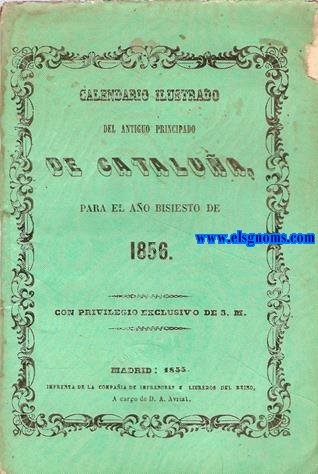 CALENDARIO ILUSTRADO
DEL ANTIGUO PRINCIPADO
DE CATALUÑA,
PARA EL AÑO BISIESTO DE
www.elsgnoms.com
1856.
CON PRIVILEGIO EXCLUSIVO DE S. M.
MADRID: 1855
IMPRENTA DE LA COMPAÑIA DE IMPRESORES Y LIBREROS DEL REINO,
A cargo de D. A. Avrial.